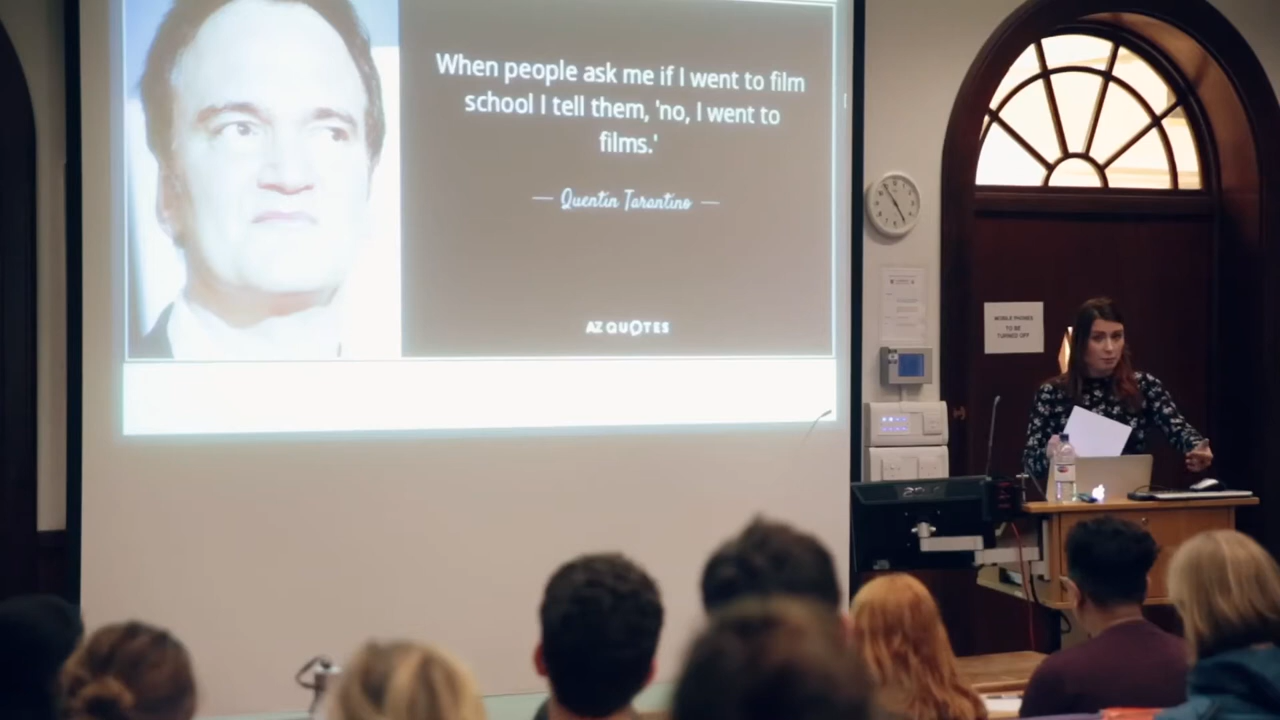 When people ask me if I went to film
school I tell them, 'no, I went to
films.'
— Quentin Tarantino —
AZ QUOTES
MOBILE PHONES
TO BE
TURNED OFF